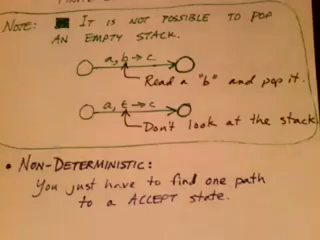 NOTE: IT IS NOT POSSIBLE TO POP
AN EMPTY STACK.
a, b → c
Read a "b" and pop it.
a, ε → c
Don't look at the stack
• NON-DETERMINISTIC:
You just have to find one path
to a ACCEPT state.